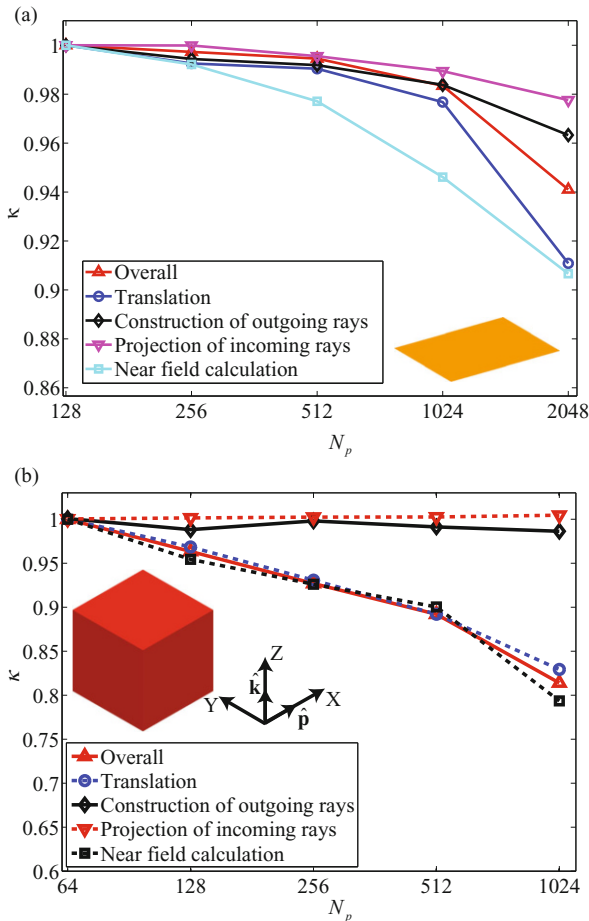 (a)
1
0.98
0.96
0.94
0.92
0.9
0.88
0.86
κ
Overall
Translation
Construction of outgoing rays
Projection of incoming rays
Near field calculation
128 256 512 1024 2048
N_p
(b)
1
0.95
0.9
0.85
0.8
0.75
0.7
0.65
0.6
κ
Z
k̂
Y X
p̂
Overall
Translation
Construction of outgoing rays
Projection of incoming rays
Near field calculation
64 128 256 512 1024
N_p